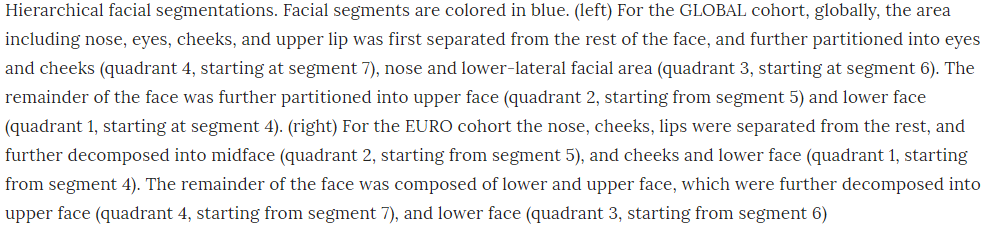 Hierarchical facial segmentations. Facial segments are colored in blue. (left) For the GLOBAL cohort, globally, the area
including nose, eyes, cheeks, and upper lip was first separated from the rest of the face, and further partitioned into eyes
and cheeks (quadrant 4, starting at segment 7), nose and lower-lateral facial area (quadrant 3, starting at segment 6). The
remainder of the face was further partitioned into upper face (quadrant 2, starting from segment 5) and lower face
(quadrant 1, starting at segment 4). (right) For the EURO cohort the nose, cheeks, lips were separated from the rest, and
further decomposed into midface (quadrant 2, starting from segment 5), and cheeks and lower face (quadrant 1, starting
from segment 4). The remainder of the face was composed of lower and upper face, which were further decomposed into
upper face (quadrant 4, starting from segment 7), and lower face (quadrant 3, starting from segment 6)